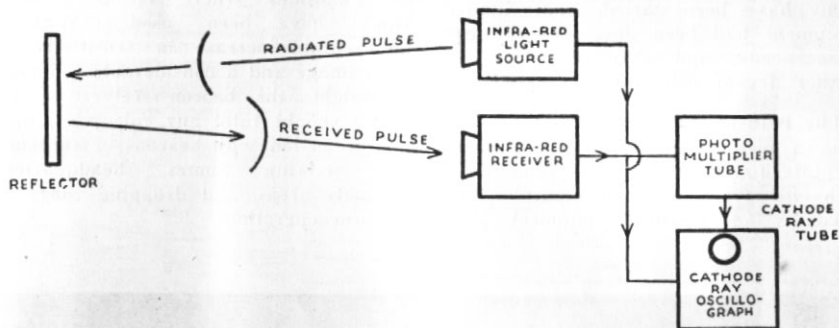 RADIATED PULSE
INFRA-RED
LIGHT
SOURCE
RECEIVED PULSE
INFRA-RED
RECEIVER
PHOTO
MULTIPLIER
TUBE
REFLECTOR
CATHODE
RAY
TUBE
CATHODE
RAY
OSCILLO-
GRAPH